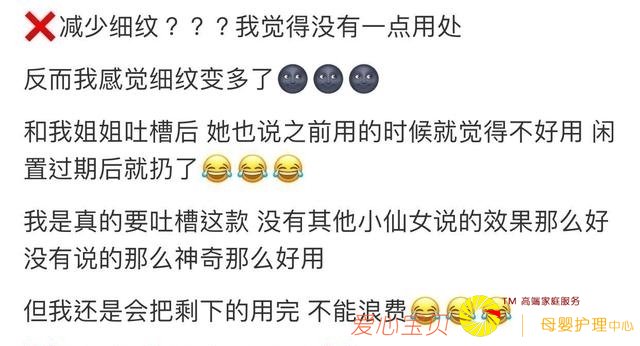 ❌减少细纹？？？我觉得没有一点用处
反而我感觉细纹变多了🌚🌚🌚
和我姐姐吐槽后 她也说之前用的时候就觉得不好用 闲
置过期后就扔了😂😂😂
我是真的要吐槽这款 没有其他小仙女说的效果那么好
没有说的那么神奇那么好用
但我还是会把剩下的用完 不能浪费😂😂😂
爱心宝贝
TM 高端家庭服务
母婴护理中心